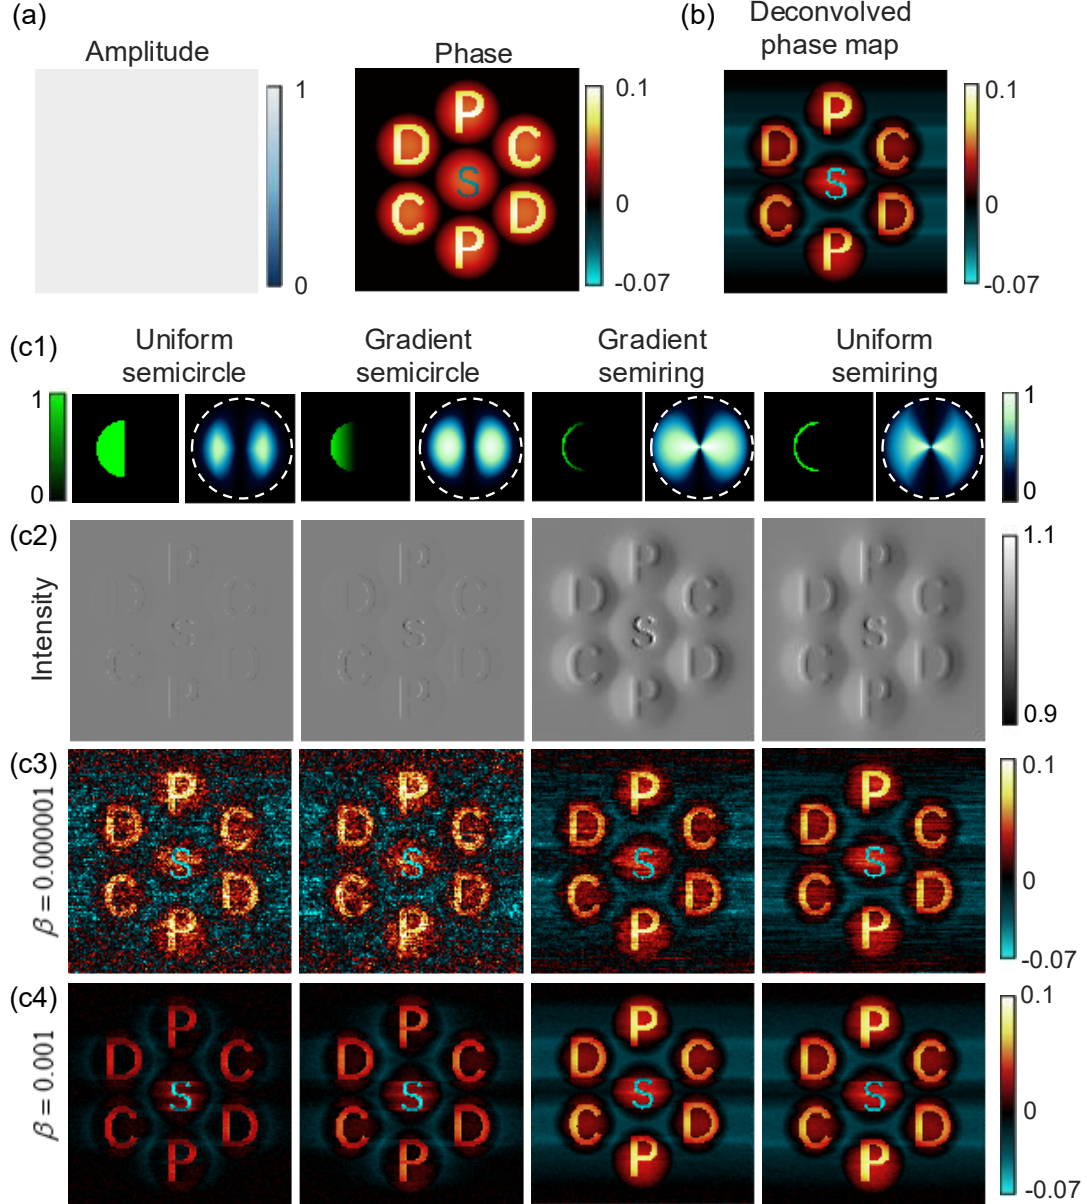 (a)
Amplitude
1
0
Phase
P
D C
S
C D
P
0.1
0
-0.07
(b)
Deconvolved
phase map
P
D C
S
C D
P
0.1
0
-0.07
(c1)
Uniform
semicircle
Gradient
semicircle
Gradient
semiring
Uniform
semiring
1
0
1
0
(c2)
Intensity
P
D C
S
C D
P
P
D C
S
C D
P
P
D C
S
C D
P
P
D C
S
C D
P
1.1
0.9
(c3)
β = 0.0000001
P
D C
S
C D
P
P
D C
S
C D
P
P
D C
S
C D
P
P
D C
S
C D
P
0.1
0
-0.07
(c4)
β = 0.001
P
D C
S
C D
P
P
D C
S
C D
P
P
D C
S
C D
P
P
D C
S
C D
P
0.1
0
-0.07